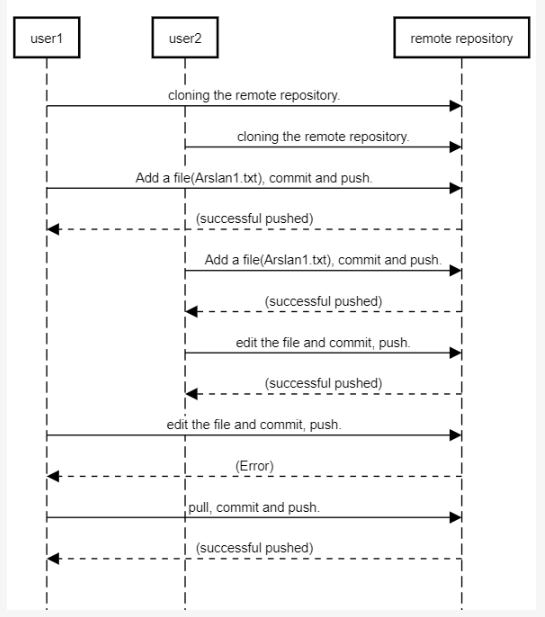 user1
user2
remote repository
cloning the remote repository.
cloning the remote repository.
Add a file(Arslan1.txt), commit and push.
(successful pushed)
Add a file(Arslan1.txt), commit and push.
(successful pushed)
edit the file and commit, push.
(successful pushed)
edit the file and commit, push.
(Error)
pull, commit and push.
(successful pushed)